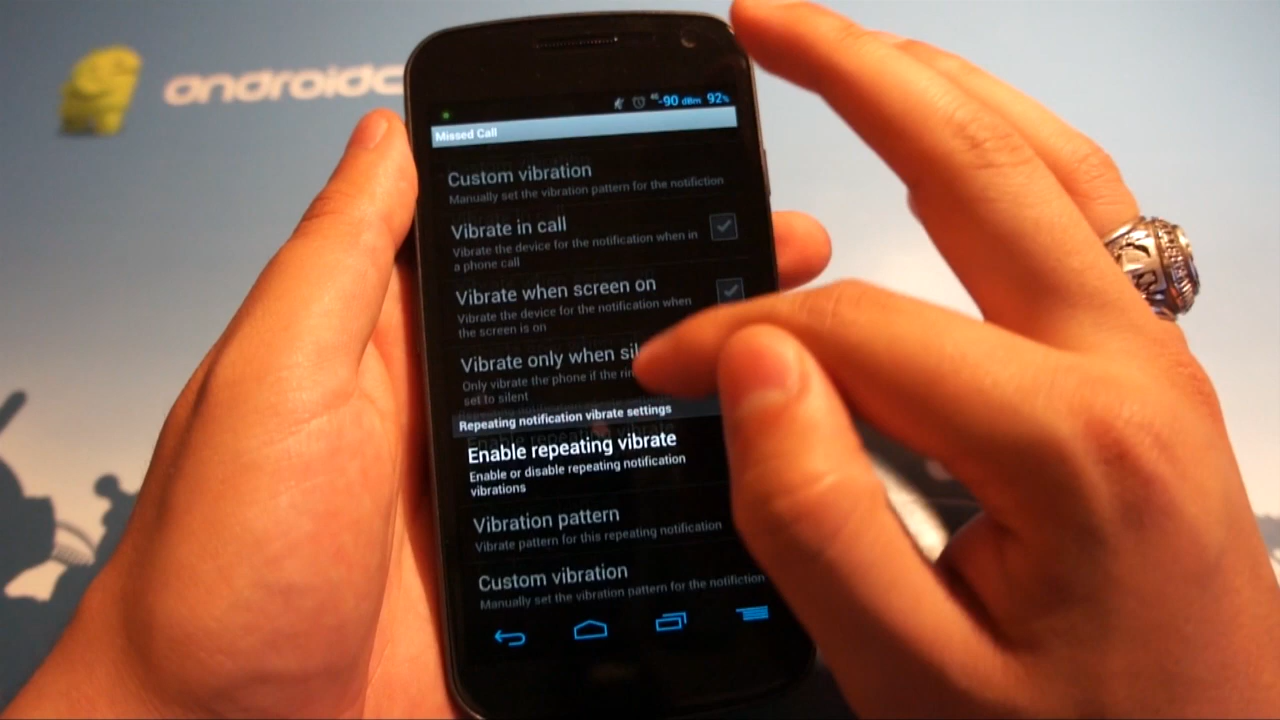 androidc
4G -90 dBm 92%
Missed Call
Custom vibration
Manually set the vibration pattern for the notifiction
Vibrate in call
Vibrate the device for the notification when in
a phone call
Vibrate when screen on
Vibrate the device for the notification when
the screen is on
Vibrate only when sil
Only vibrate the phone if the rin
set to silent
Repeating notification vibrate settings
Enable repeating vibrate
Enable or disable repeating notification
vibrations
Vibration pattern
Vibrate pattern for this repeating notification
Custom vibration
Manually set the vibration pattern for the notifiction